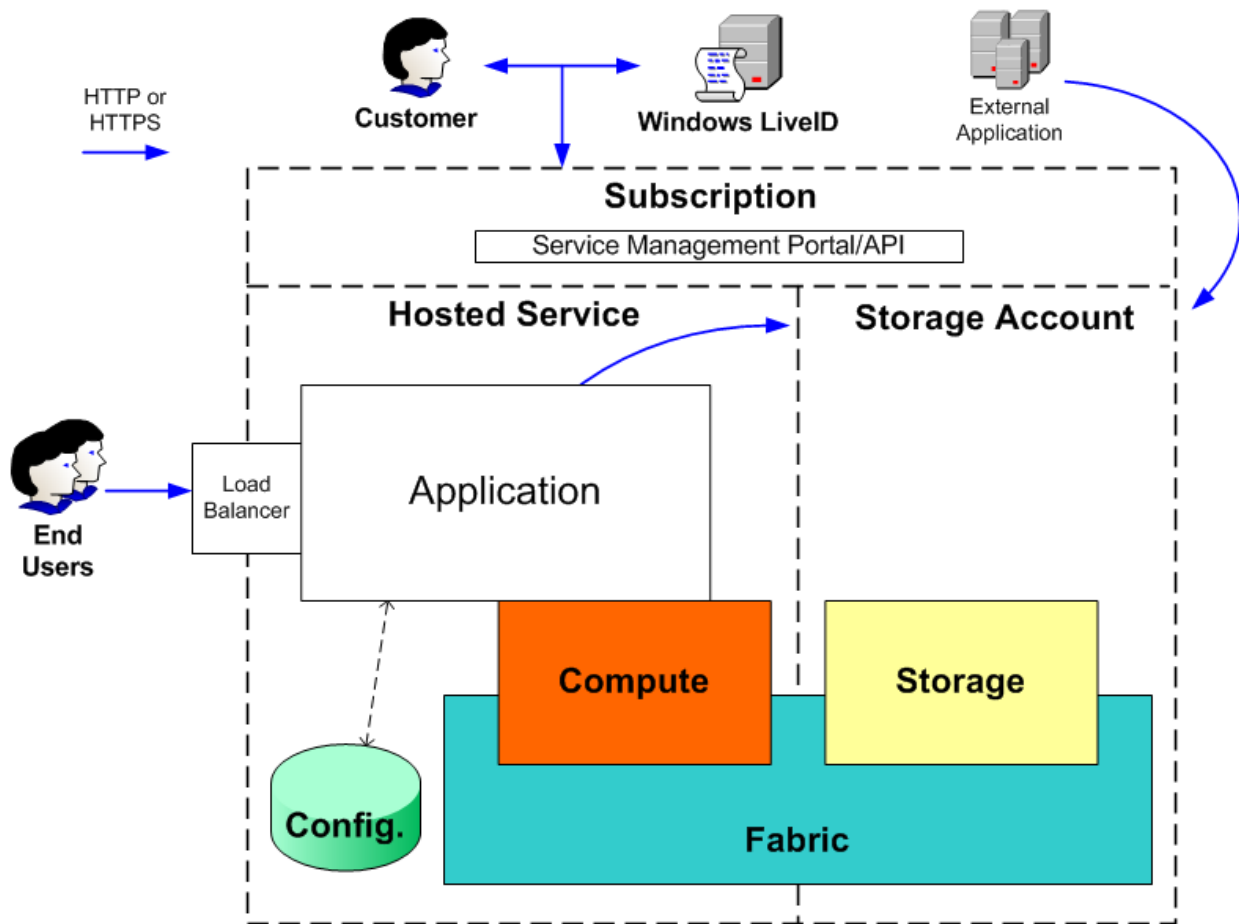 HTTP or
HTTPS
Customer
Windows LiveID
External
Application
Subscription
Service Management Portal/API
Hosted Service
Storage Account
End
Users
Load
Balancer
Application
Compute
Storage
Config.
Fabric